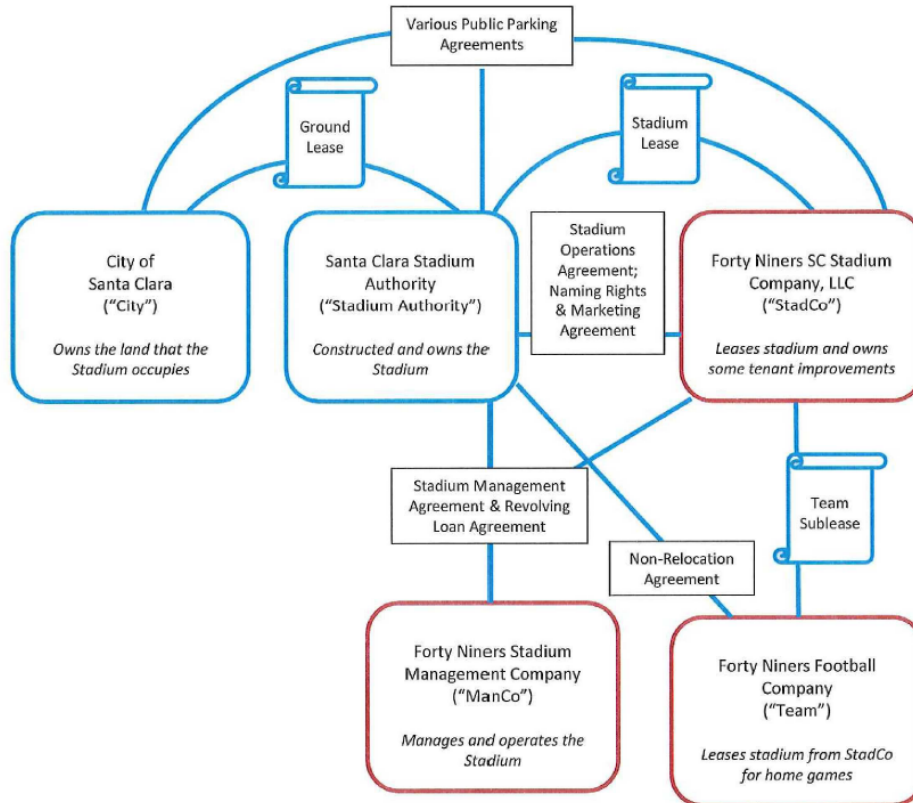 Various Public Parking
Agreements
Ground
Lease
Stadium
Lease
City of
Santa Clara
("City")
Owns the land that the
Stadium occupies
Santa Clara Stadium
Authority
("Stadium Authority")
Constructed and owns the
Stadium
Stadium
Operations
Agreement;
Naming Rights
& Marketing
Agreement
Forty Niners SC Stadium
Company, LLC
("StadCo")
Leases stadium and owns
some tenant improvements
Stadium Management
Agreement & Revolving
Loan Agreement
Team
Sublease
Non-Relocation
Agreement
Forty Niners Stadium
Management Company
("ManCo")
Manages and operates the
Stadium
Forty Niners Football
Company
("Team")
Leases stadium from StadCo
for home games